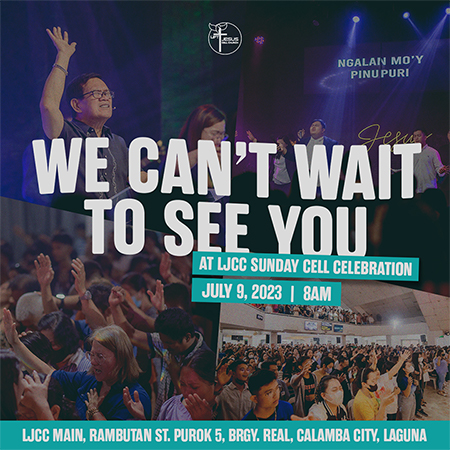 JESUS
NGALAN MO'Y
PINUPURI
Jesus
WE CAN'T WAIT
TO SEE YOU
AT LJCC SUNDAY CELL CELEBRATION
JULY 9, 2023 | 8AM
LJCC MAIN, RAMBUTAN ST. PUROK 5, BRGY. REAL, CALAMBA CITY, LAGUNA